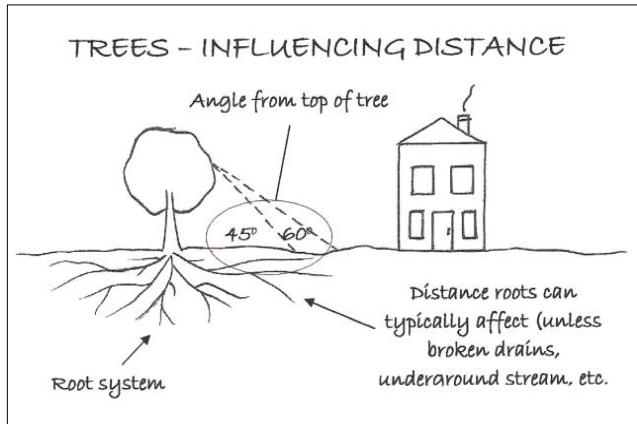 TREES – INFLUENCING DISTANCE
Angle from top of tree
45° 60°
Distance roots can
typically affect (unless
broken drains,
underaround stream, etc.
Root system